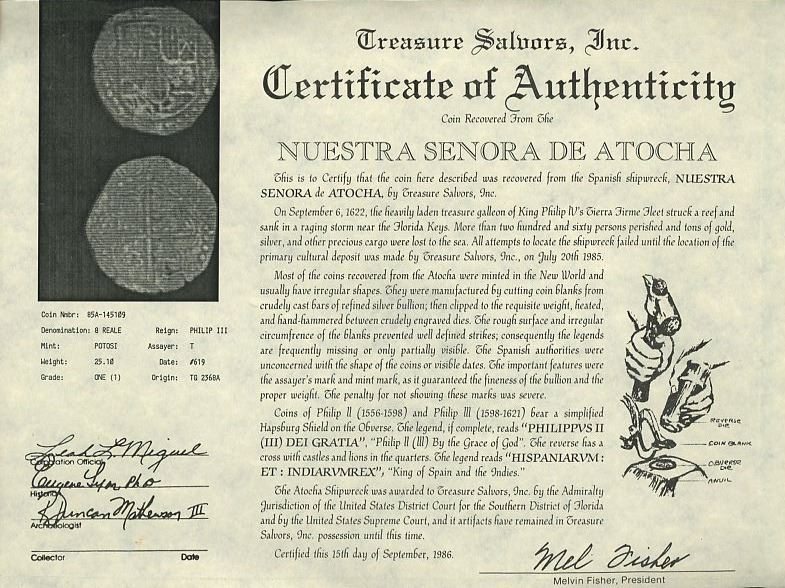 Treasure Salvors, Inc.
Certificate of Authenticity
Coin Recovered From The
NUESTRA SENORA DE ATOCHA
This is to Certify that the coin here described was recovered from the Spanish shipwreck, NUESTRA
SENORA de ATOCHA, by Treasure Salvors, Inc.
On September 6, 1622, the heavily laden treasure galleon of King Philip IV's Tierra Firme Fleet struck a reef and
sank in a raging storm near the Florida Keys. More than two hundred and sixty persons perished and tons of gold,
silver, and other precious cargo were lost to the sea. All attempts to locate the shipwreck failed until the location of the
primary cultural deposit was made by Treasure Salvors, Inc., on July 20th 1985.
Most of the coins recovered from the Atocha were minted in the New World and
usually have irregular shapes. They were manufactured by cutting coin blanks from
crudely cast bars of refined silver bullion; then clipped to the requisite weight, heated,
and hand-hammered between crudely engraved dies. The rough surface and irregular
circumfrence of the blanks prevented well defined strikes; consequently the legends
are frequently missing or only partially visible. The Spanish authorities were
unconcerned with the shape of the coins or visible dates. The important features were
the assayer's mark and mint mark, as it guaranteed the fineness of the bullion and the
proper weight. The penalty for not showing these marks was severe.
Coins of Philip II (1556-1598) and Philip III (1598-1621) bear a simplified
Hapsburg Shield on the Obverse. The legend, if complete, reads "PHILIPPVS II
(III) DEI GRATIA", "Philip II (III) By the Grace of God". The reverse has a
cross with castles and lions in the quarters. The legend reads "HISPANIARVM :
ET : INDIARVMREX", "King of Spain and the Indies."
The Atocha Shipwreck was awarded to Treasure Salvors, Inc. by the Admiralty
Jurisdiction of the United States District Court for the Southern District of Florida
and by the United States Supreme Court, and it artifacts have remained in Treasure
Salvors, Inc. possession until this time.
Certified this 15th day of September, 1986.
Mel Fisher
Melvin Fisher, President
REVERSE
DIE
COIN BLANK
OBVERSE
DIE
ANVIL
Coin Nmbr: 85A-145109
Denomination: 8 REALE Reign: PHILIP III
Mint: POTOSI Assayer: T
Weight: 25.10 Date: /619
Grade: ONE (1) Origin: TG 2368A
Leah L Miguel
Corporation Official
Eugene Lyon PhD
Historian
R Duncan Mathewson III
Archaeologist
Collector Date